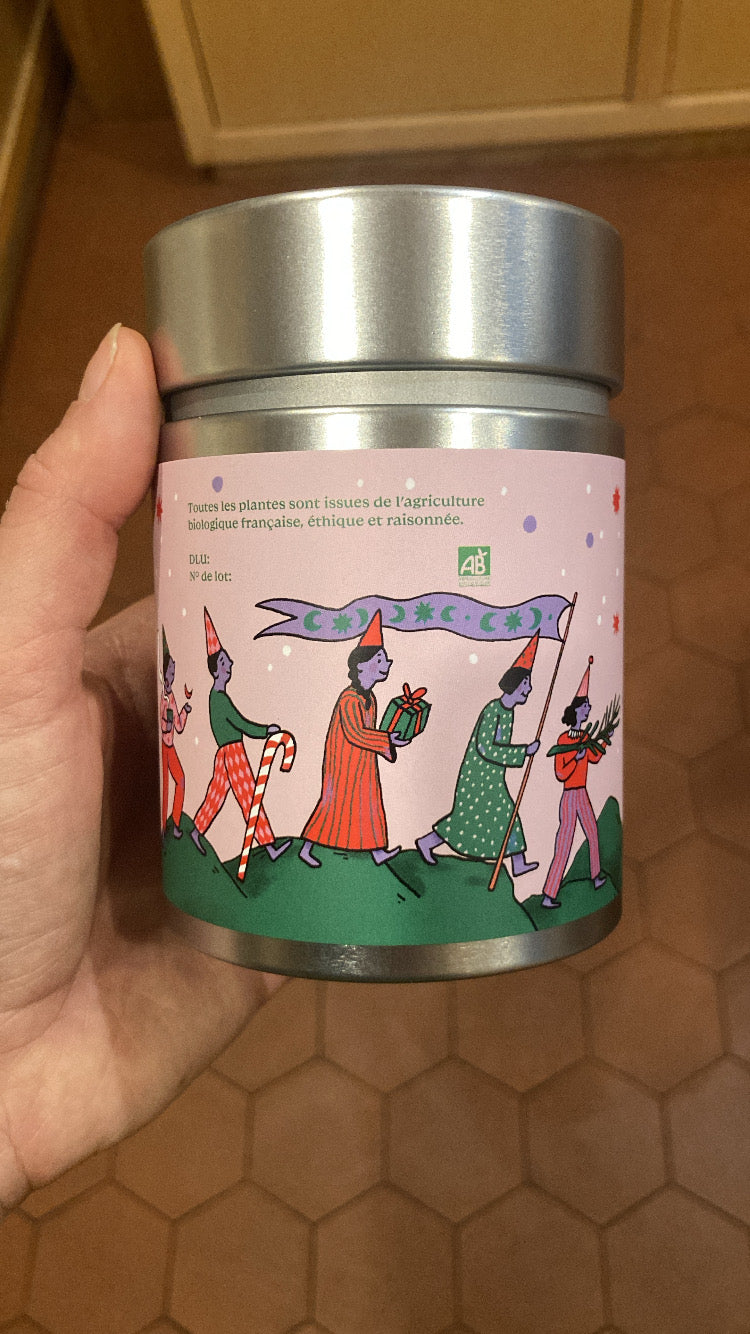 Toutes les plantes sont issues de l'agriculture
biologique française, éthique et raisonnée.
DLU:
N° de lot:
AB